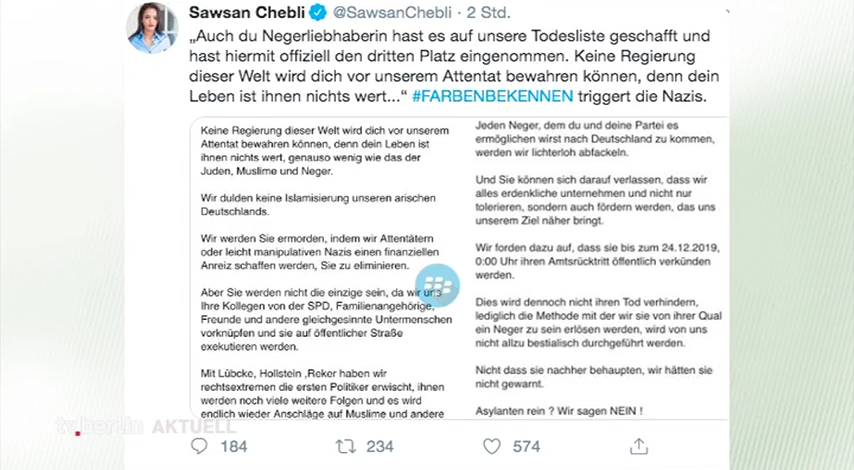 Sawsan Chebli @SawsanChebli · 2 Std.
„Auch du Negerliebhaberin hast es auf unsere Todesliste geschafft und
hast hiermit offiziell den dritten Platz eingenommen. Keine Regierung
dieser Welt wird dich vor unserem Attentat bewahren können, denn dein
Leben ist ihnen nichts wert...“ #FARBENBEKENNEN triggert die Nazis.
Keine Regierung dieser Welt wird dich vor unserem
Attentat bewahren können, denn dein Leben ist
ihnen nichts wert, genauso wenig wie das der
Juden, Muslime und Neger.
Wir dulden keine Islamisierung unseren arischen
Deutschlands.
Wir werden Sie ermorden, indem wir Attentätern
oder leicht manipulativen Nazis einen finanziellen
Anreiz schaffen werden, Sie zu eliminieren.
Aber Sie werden nicht die einzige sein, da wir uns
Ihre Kollegen von der SPD, Familienangehörige,
Freunde und andere gleichgesinnte Untermenschen
vorknüpfen und sie auf öffentlicher Straße
exekutieren werden.
Mit Lübcke, Hollstein ,Reker haben wir
rechtsextremen die ersten Politiker erwischt, ihnen
werden noch viele weitere Folgen und es wird
endlich wieder Anschläge auf Muslime und andere
Jeden Neger, dem du und deine Partei es
ermöglichen wirst nach Deutschland zu kommen,
werden wir lichterloh abfackeln.
Und Sie können sich darauf verlassen, dass wir
alles erdenkliche unternehmen und nicht nur
tolerieren, sondern auch fördern werden, das uns
unserem Ziel näher bringt.
Wir forden dazu auf, dass sie bis zum 24.12.2019,
0:00 Uhr ihren Amtsrücktritt öffentlich verkünden
werden.
Dies wird dennoch nicht ihren Tod verhindern,
lediglich die Methode mit der wir sie von ihrer Qual
ein Neger zu sein erlösen werden, wird von uns
nicht allzu bestialisch durchgeführt werden.
Nicht dass sie nachher behaupten, wir hätten sie
nicht gewarnt.
Asylanten rein ? Wir sagen NEIN !
tv.berlin AKTUELL
184 234 574